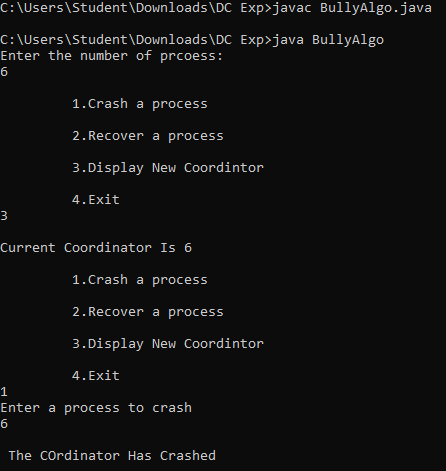 C:\Users\Student\Downloads\DC Exp>javac BullyAlgo.java
C:\Users\Student\Downloads\DC Exp>java BullyAlgo
Enter the number of prcoess:
6
1.Crash a process
2.Recover a process
3.Display New Coordintor
4.Exit
3
Current Coordinator Is 6
1.Crash a process
2.Recover a process
3.Display New Coordintor
4.Exit
1
Enter a process to crash
6
The COrdinator Has Crashed